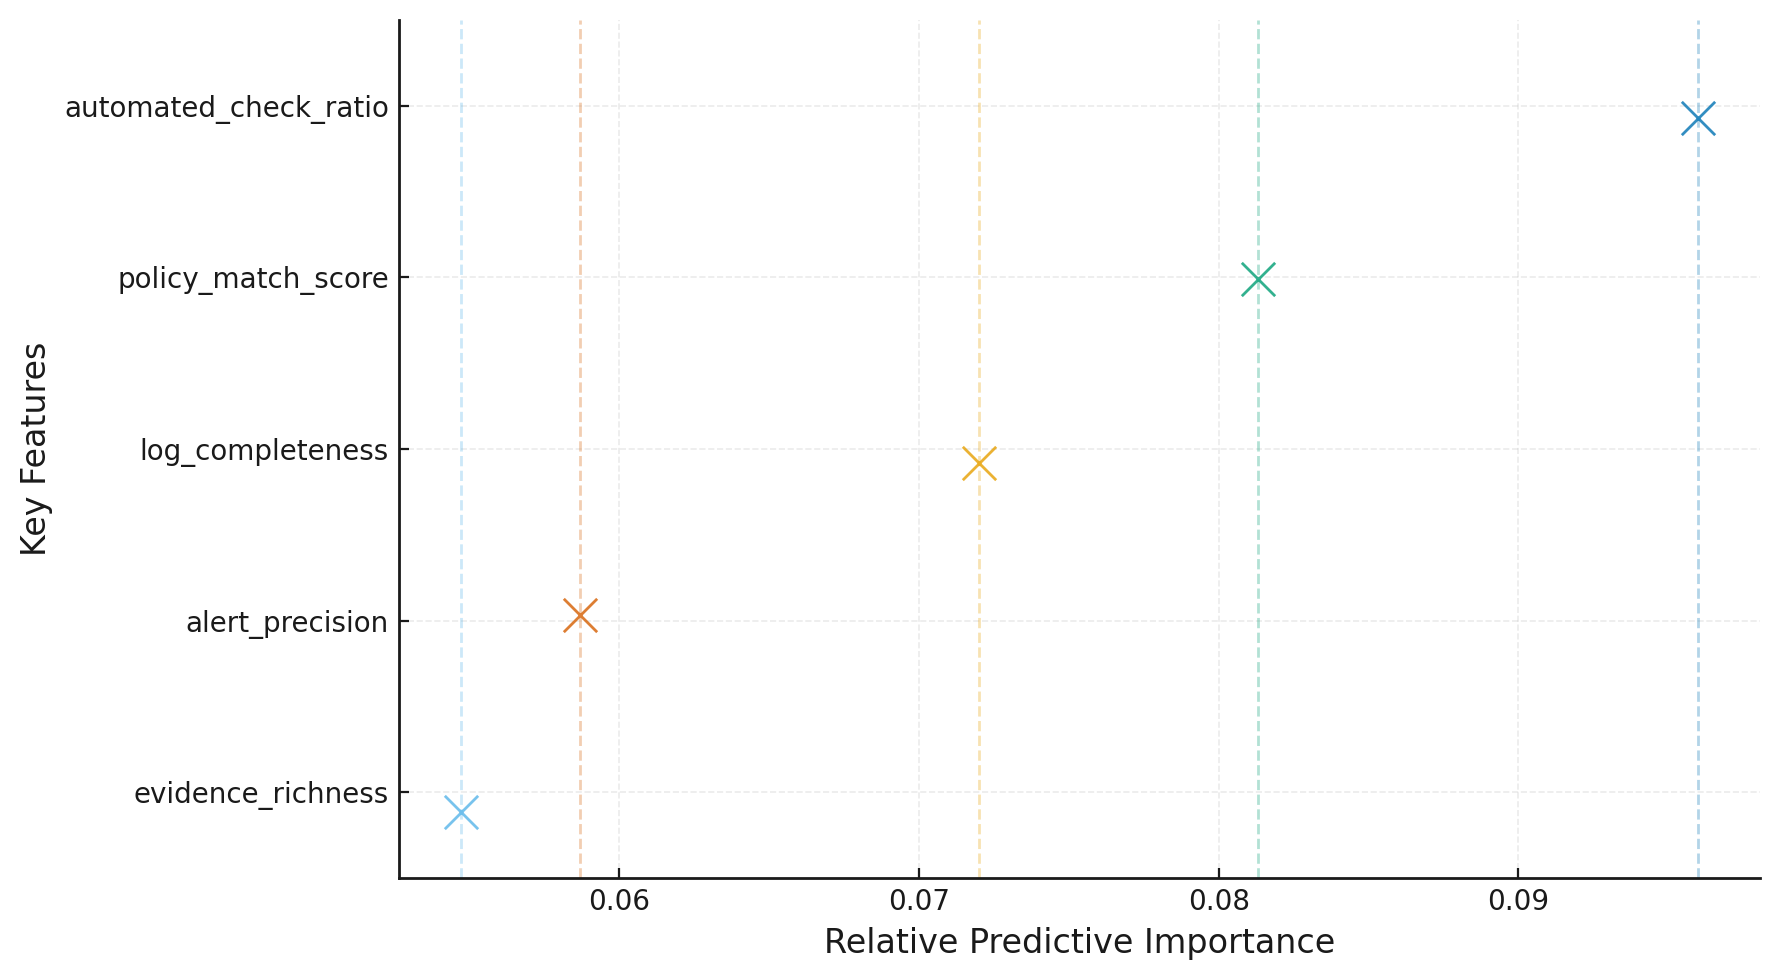 automated_check_ratio
policy_match_score
log_completeness
alert_precision
evidence_richness
Key Features
0.06 0.07 0.08 0.09
Relative Predictive Importance